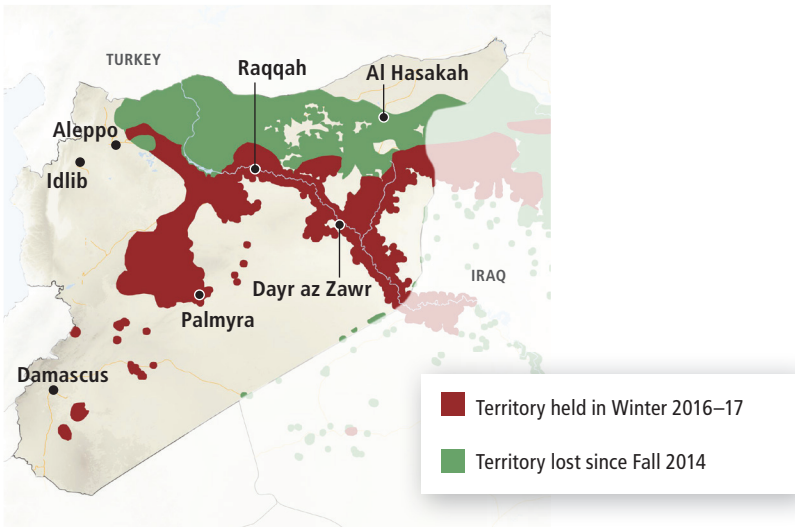 TURKEY
Raqqah
Al Hasakah
Aleppo
Idlib
IRAQ
Dayr az Zawr
Palmyra
Damascus
Territory held in Winter 2016–17
Territory lost since Fall 2014